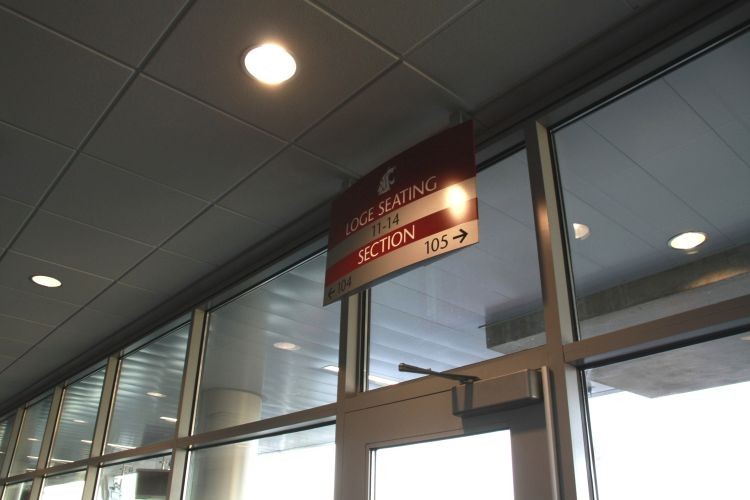 LOGE SEATING
11-14
SECTION
←104 105→